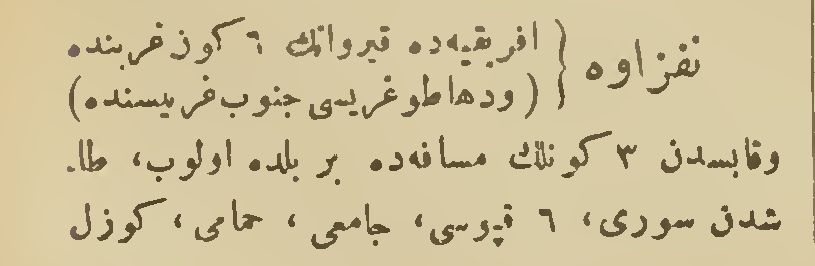 نفزاوه { افریقیه‌ده قیروانك ٦ كون غربنده
(ودها طوغریسی جنوب غربیسنده)
وقابسدن ٣ كونلك مسافه‌ده بر بلده اولوب، طا-
شدن سوری، ٦ قپوسی، جامعی، حمامی، كوزل